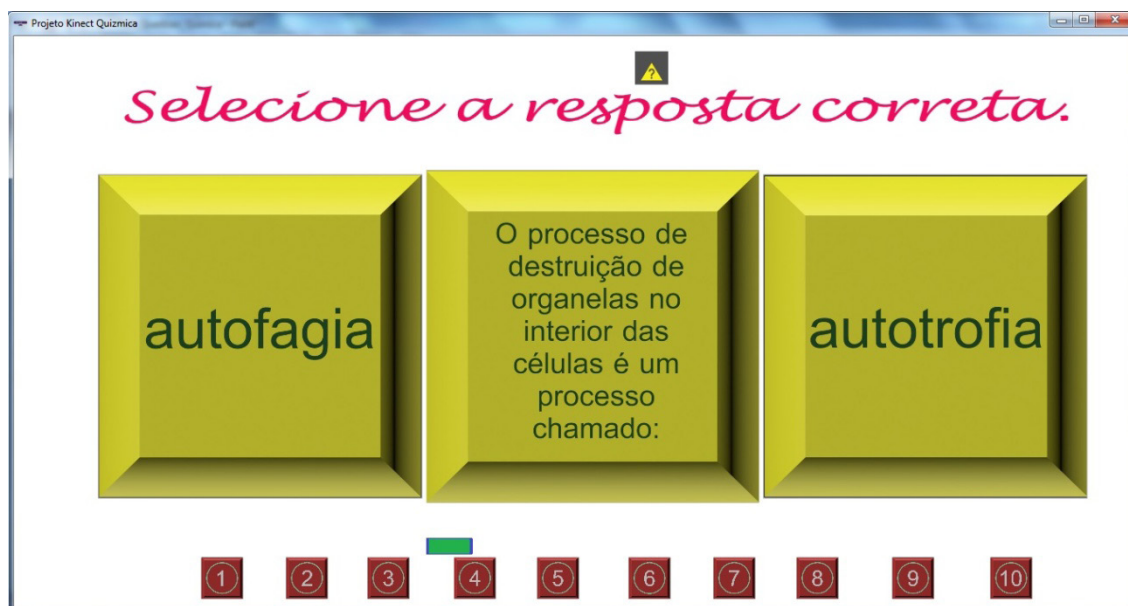 Projeto Kinect Quizmica
?
Selecione a resposta correta.
autofagia
O processo de
destruição de
organelas no
interior das
células é um
processo
chamado:
autotrofia
1 2 3 4 5 6 7 8 9 10